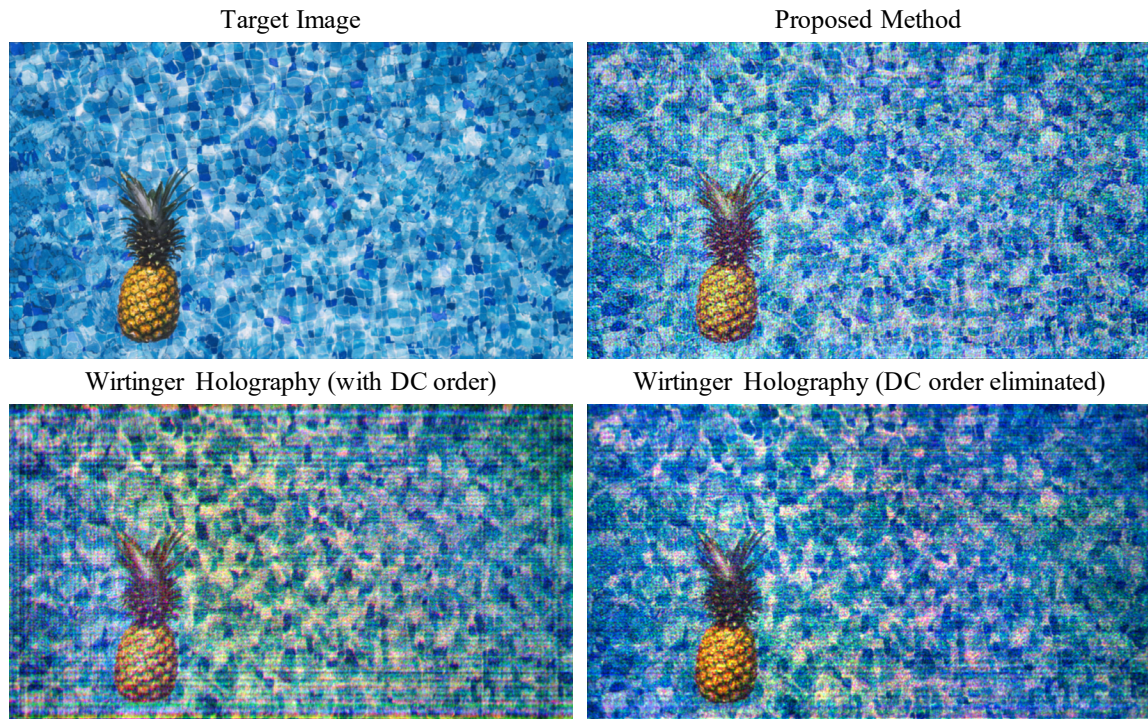 Target Image
Proposed Method
Wirtinger Holography (with DC order)
Wirtinger Holography (DC order eliminated)